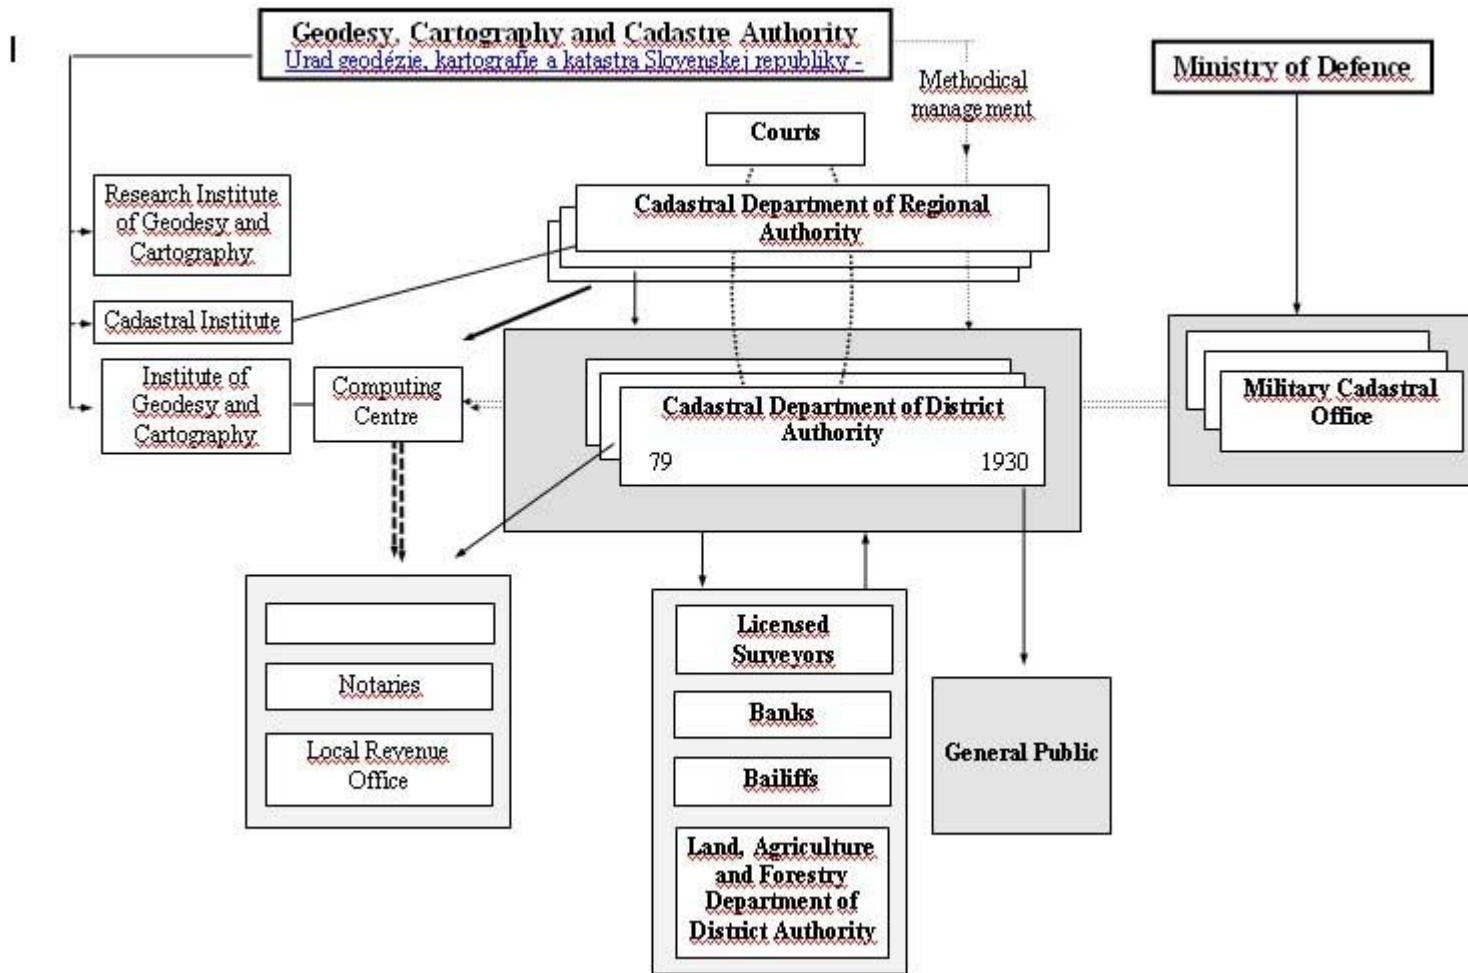 I
Geodesy, Cartography and Cadastre Authority
Urad geodézie, kartografie a katastra Slovenskej republiky -
Ministry of Defence
Methodical
management
Courts
Research Institute
of Geodesy and
Cartography
Cadastral Department of Regional
Authority
Cadastral Institute
Institute of
Geodesy and
Cartography
Computing
Centre
Cadastral Department of District
Authority
79 1930
Military Cadastral
Office
Notaries
Local Revenue
Office
Licensed
Surveyors
Banks
Bailiffs
Land, Agriculture
and Forestry
Department of
District Authority
General Public